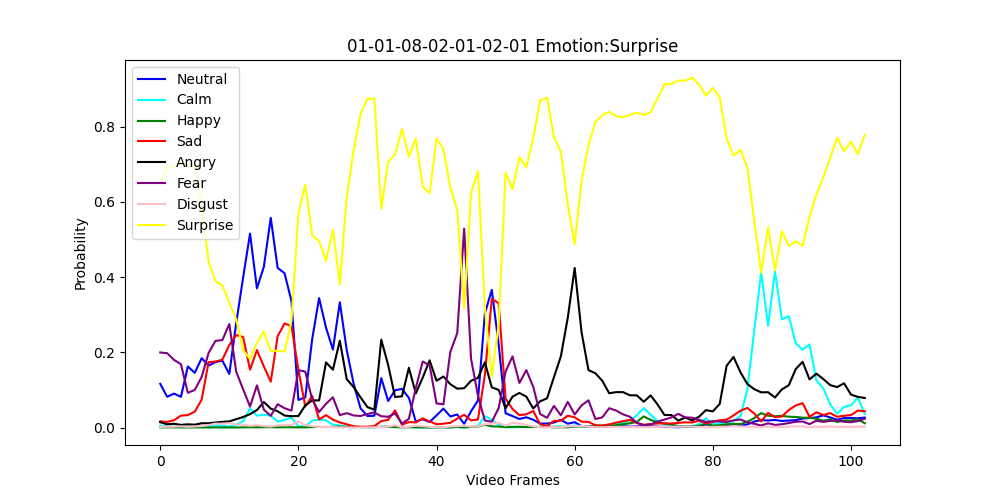 01-01-08-02-01-02-01 Emotion:Surprise
Neutral
Calm
Happy
Sad
Angry
Fear
Disgust
Surprise
Probability
0.8
0.6
0.4
0.2
0.0
0 20 40 60 80 100
Video Frames